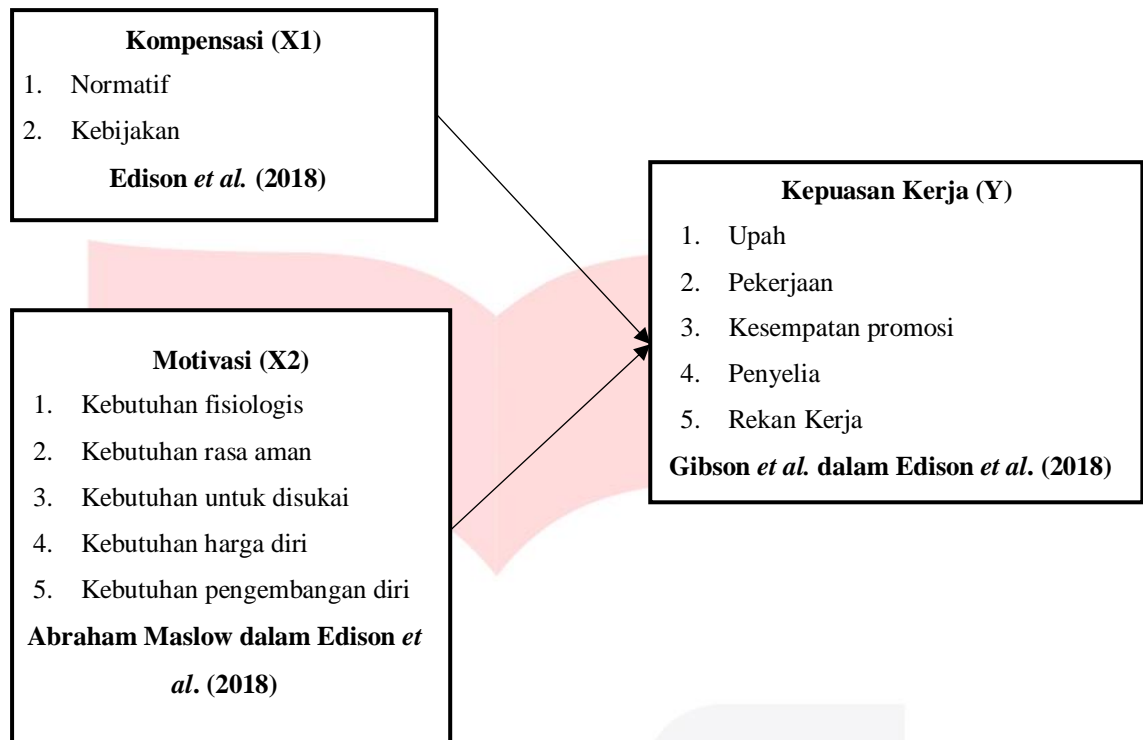 Kompensasi (X1)
1. Normatif
2. Kebijakan
Edison et al. (2018)
Motivasi (X2)
1. Kebutuhan fisiologis
2. Kebutuhan rasa aman
3. Kebutuhan untuk disukai
4. Kebutuhan harga diri
5. Kebutuhan pengembangan diri
Abraham Maslow dalam Edison et
al. (2018)
Kepuasan Kerja (Y)
1. Upah
2. Pekerjaan
3. Kesempatan promosi
4. Penyelia
5. Rekan Kerja
Gibson et al. dalam Edison et al. (2018)